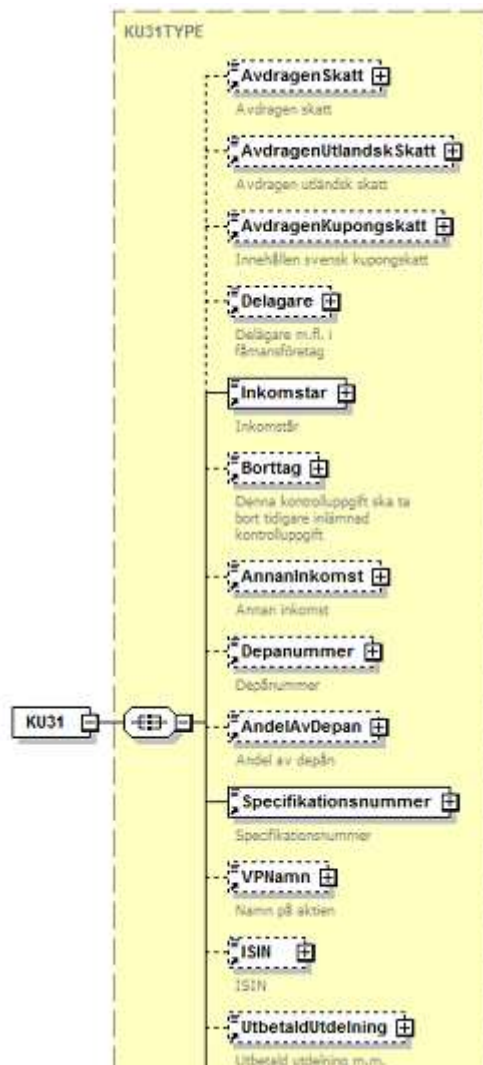 KU31TYPE
AvdragenSkatt
Avdragen skatt
AvdragenUtlandskSkatt
Avdragen utländsk skatt
AvdragenKupongskatt
Innehållen svensk kupongskatt
Delagare
Delägare m.fl. i
fåmansföretag
Inkomstar
Inkomstår
Borttag
Denna kontrolluppgift ska ta
bort tidigare inlämnad
kontrolluppgift
AnnanInkomst
Annan inkomst
Depanummer
Depånummer
KU31
AndelAvDepan
Andel av depån
Specifikationsnummer
Specifikationsnummer
VPNamn
Namn på aktien
ISIN
ISIN
UtbetaldUtdelning
Utbetald utdelning m.m.